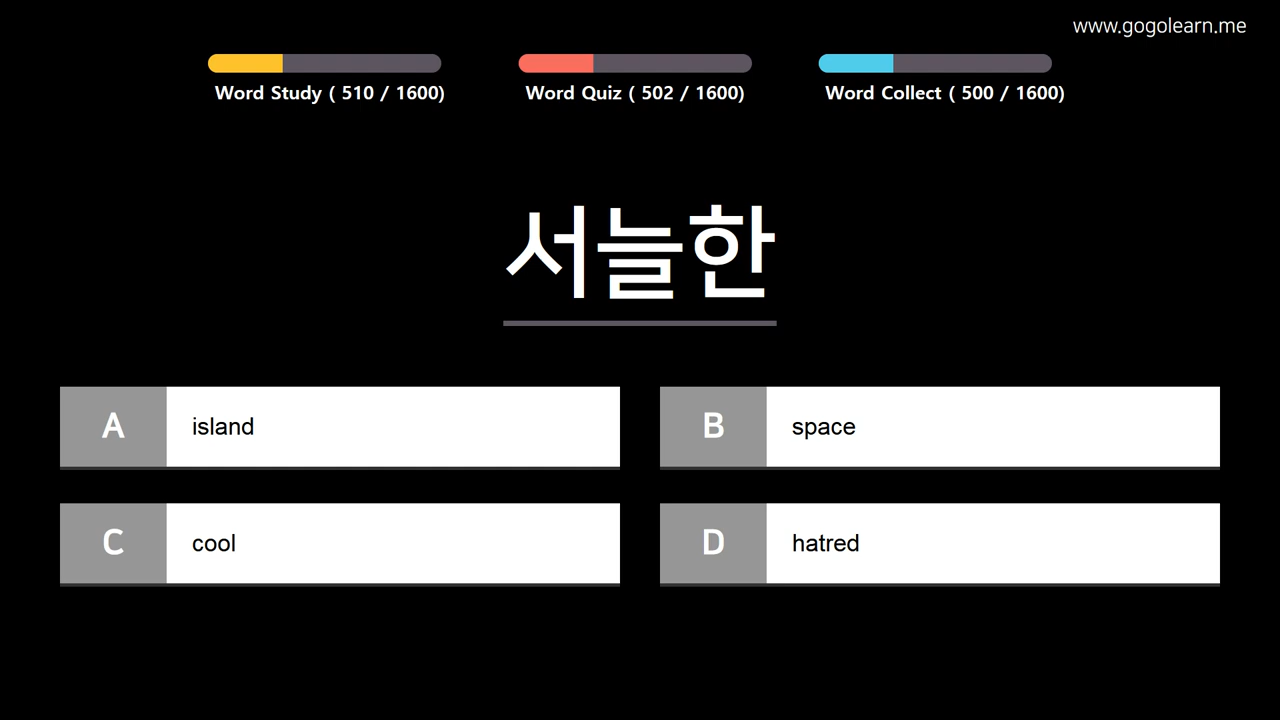 www.gogolearn.me
Word Study ( 510 / 1600)
Word Quiz ( 502 / 1600)
Word Collect ( 500 / 1600)
서늘한
A island
B space
C cool
D hatred